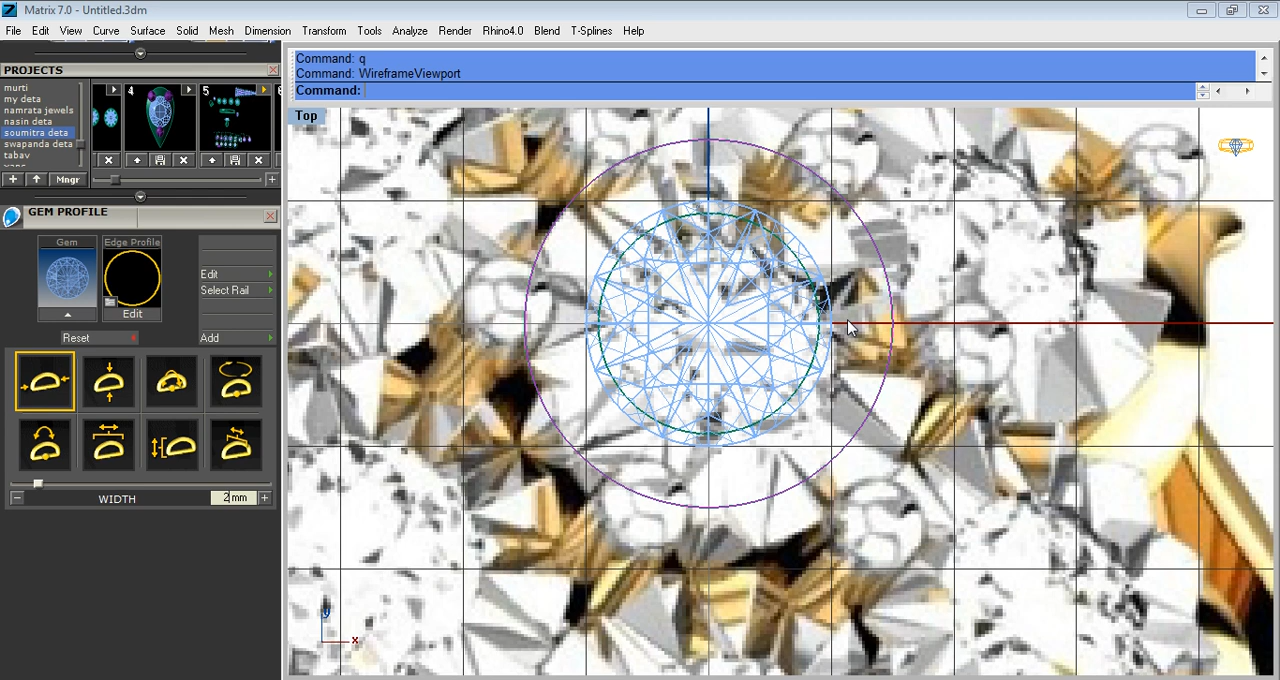 Matrix 7.0 - Untitled.3dm
File Edit View Curve Surface Solid Mesh Dimension Transform Tools Analyze Render Rhino4.0 Blend T-Splines Help
Command: q
Command: WireframeViewport
Command:
PROJECTS
murti
my deta
namrata jewels
nasin deta
soumitra deta
swapanda deta
tabav
4
5
Mngr
GEM PROFILE
Gem
Edge Profile
Edit
Edit
Select Rail
Reset
Add
WIDTH
2 mm
Top
y
x